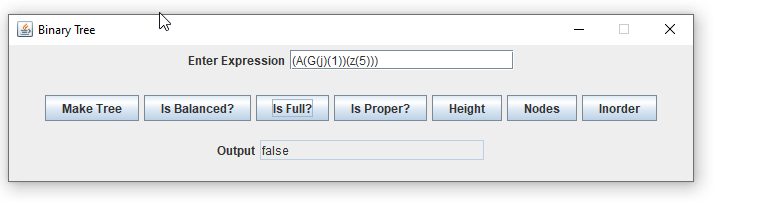 Binary Tree
Enter Expression (A(G(j)(1))(z(5)))
Make Tree Is Balanced? Is Full? Is Proper? Height Nodes Inorder
Output false